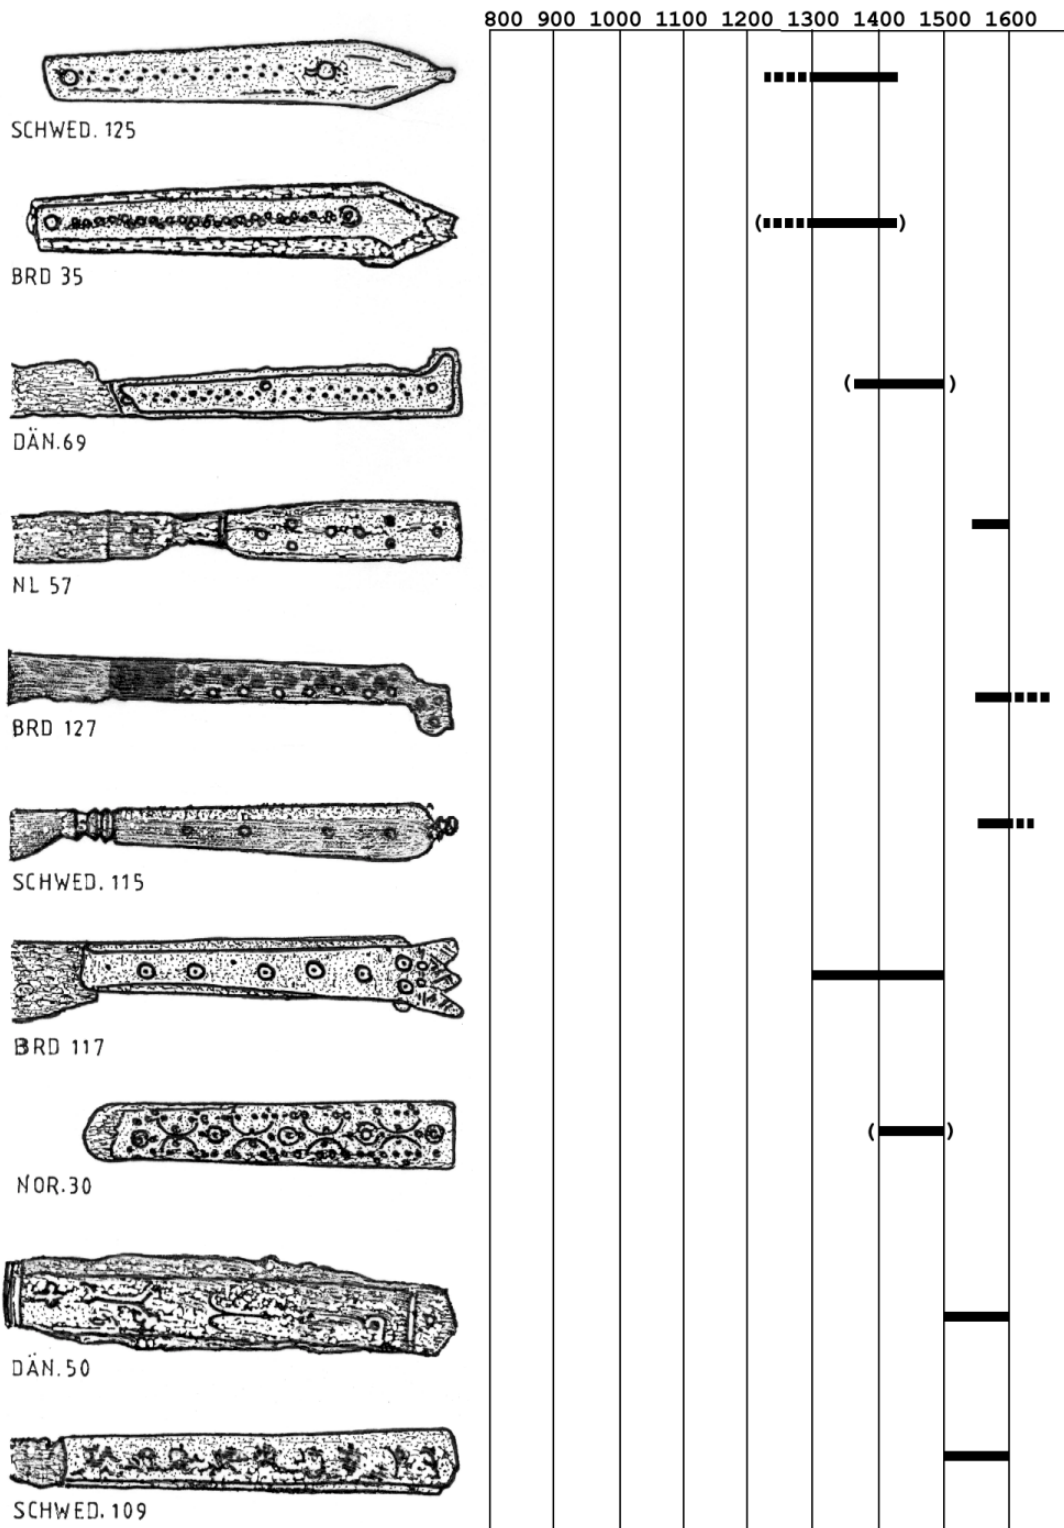 800 900 1000 1100 1200 1300 1400 1500 1600
SCHWED. 125
BRD 35
( )
DÄN.69
( )
NL 57
BRD 127
SCHWED. 115
BRD 117
NOR.30
( )
DÄN.50
SCHWED. 109